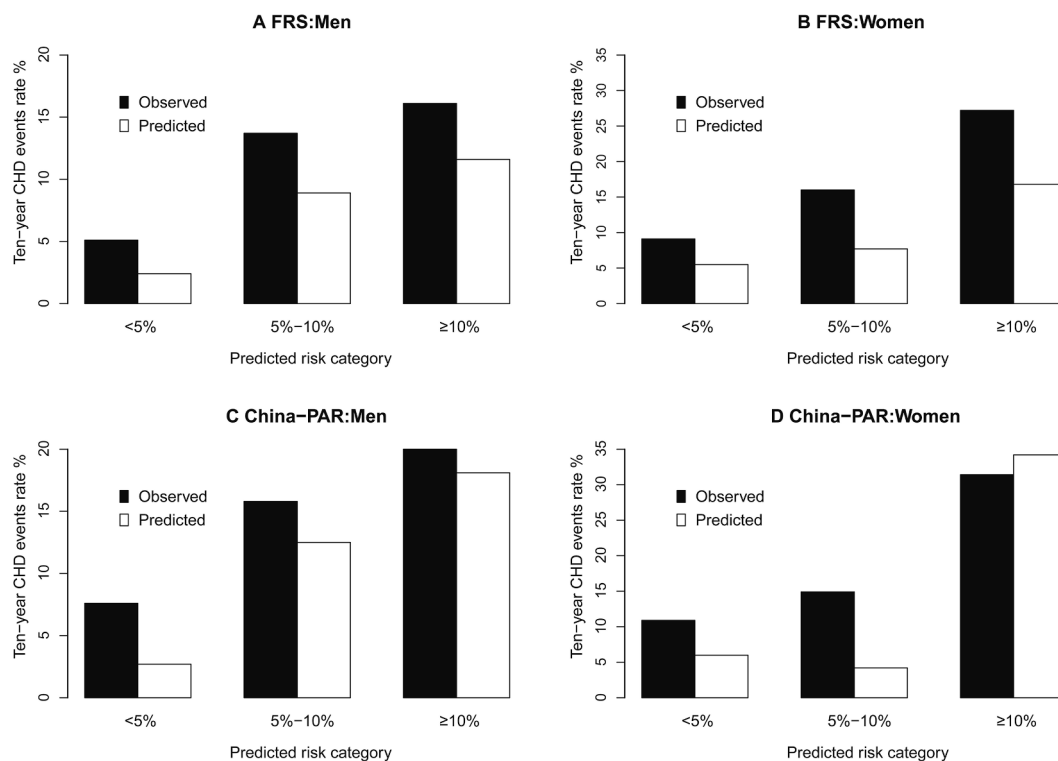 A FRS:Men
Ten−year CHD events rate %
20
15
10
5
0
Observed
Predicted
<5%
5%−10%
≥10%
Predicted risk category
B FRS:Women
Ten−year CHD events rate %
35
30
25
20
15
10
5
0
Observed
Predicted
<5%
5%−10%
≥10%
Predicted risk category
C China−PAR:Men
Ten−year CHD events rate %
20
15
10
5
0
Observed
Predicted
<5%
5%−10%
≥10%
Predicted risk category
D China−PAR:Women
Ten−year CHD events rate %
35
30
25
20
15
10
5
0
Observed
Predicted
<5%
5%−10%
≥10%
Predicted risk category